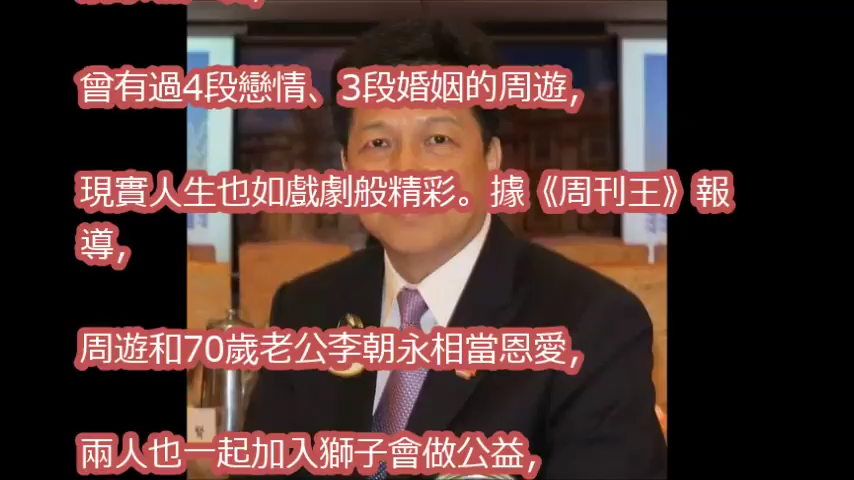 曾有過4段戀情、3段婚姻的周遊，
現實人生也如戲劇般精彩。據《周刊王》報
導，
周遊和70歲老公李朝永相當恩愛，
兩人也一起加入獅子會做公益，